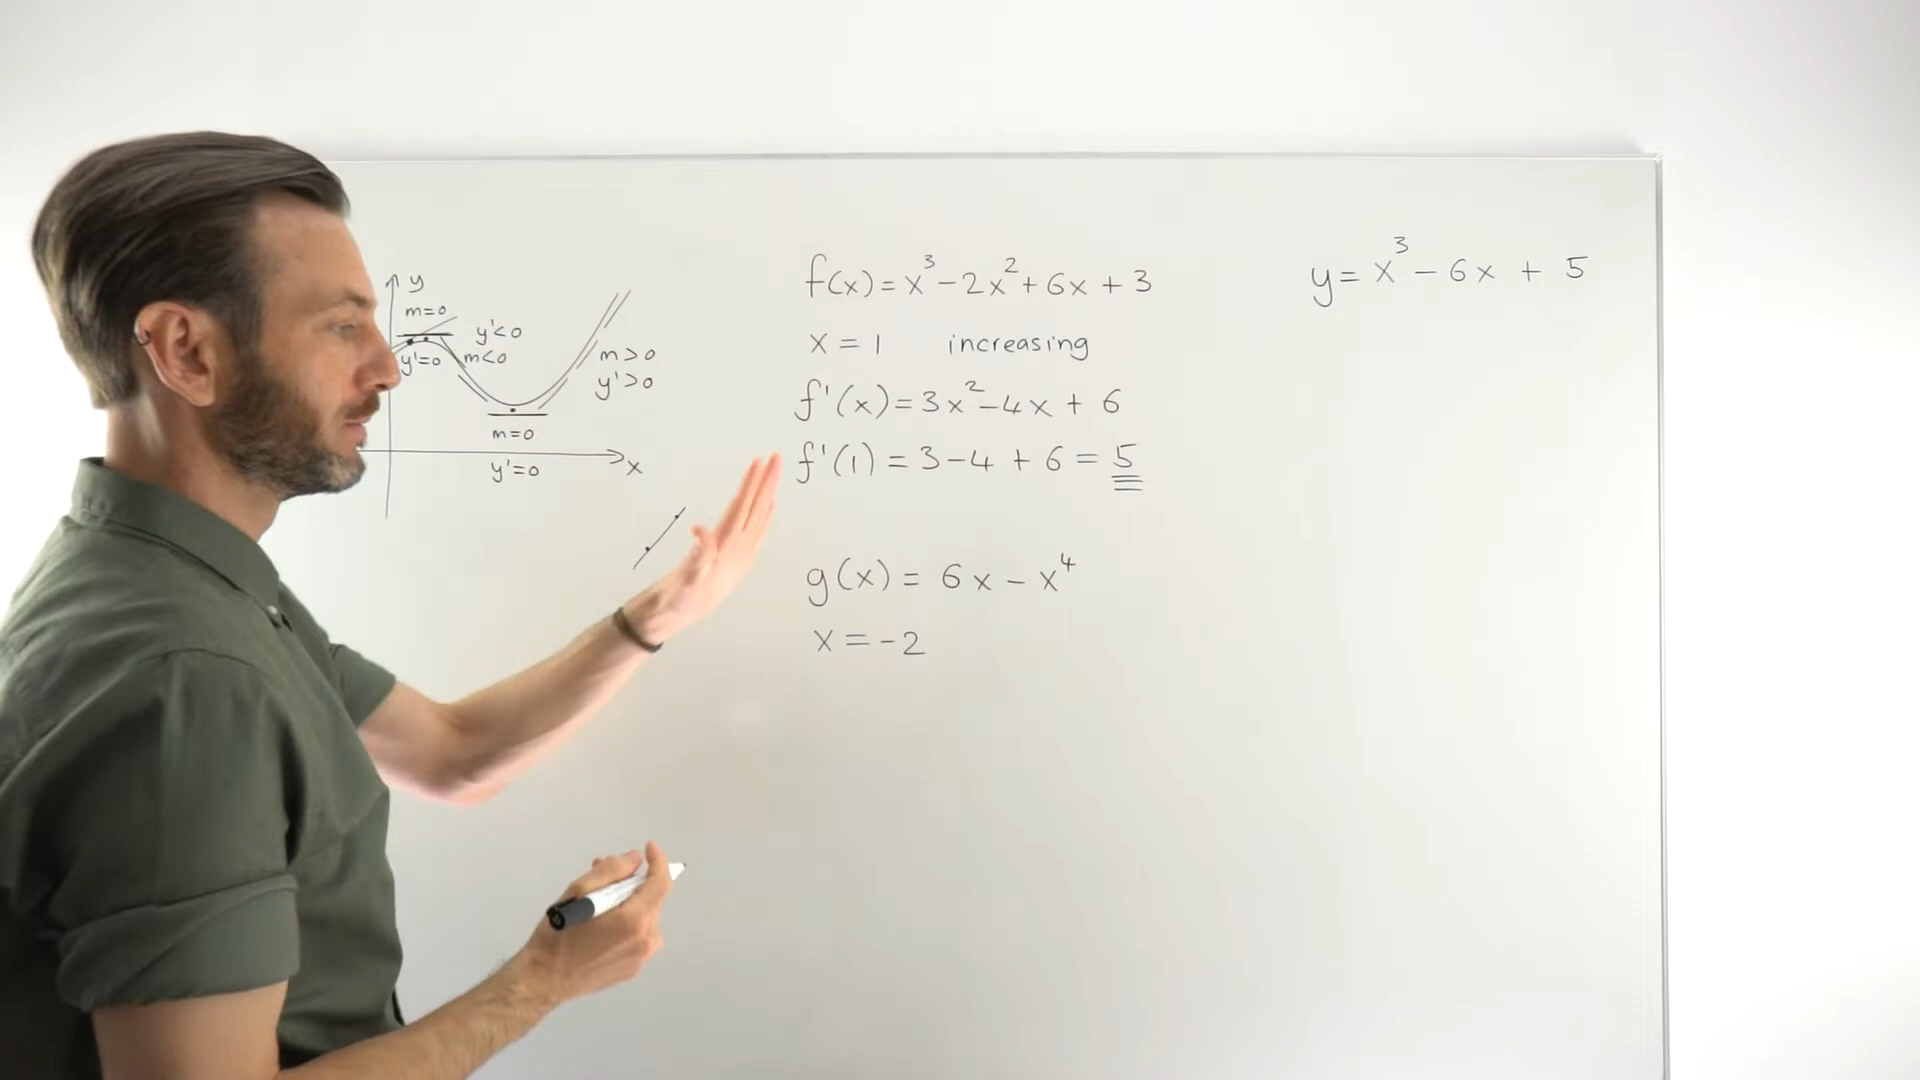 y
m=0
y'<0
y'=0
m<0
m>0
y'>0
m=0
y'=0
x
f(x)=x³-2x²+6x+3
x=1 increasing
f'(x)=3x²-4x+6
f'(1)=3-4+6=5
g(x)=6x-x⁴
x=-2
y=x³-6x+5